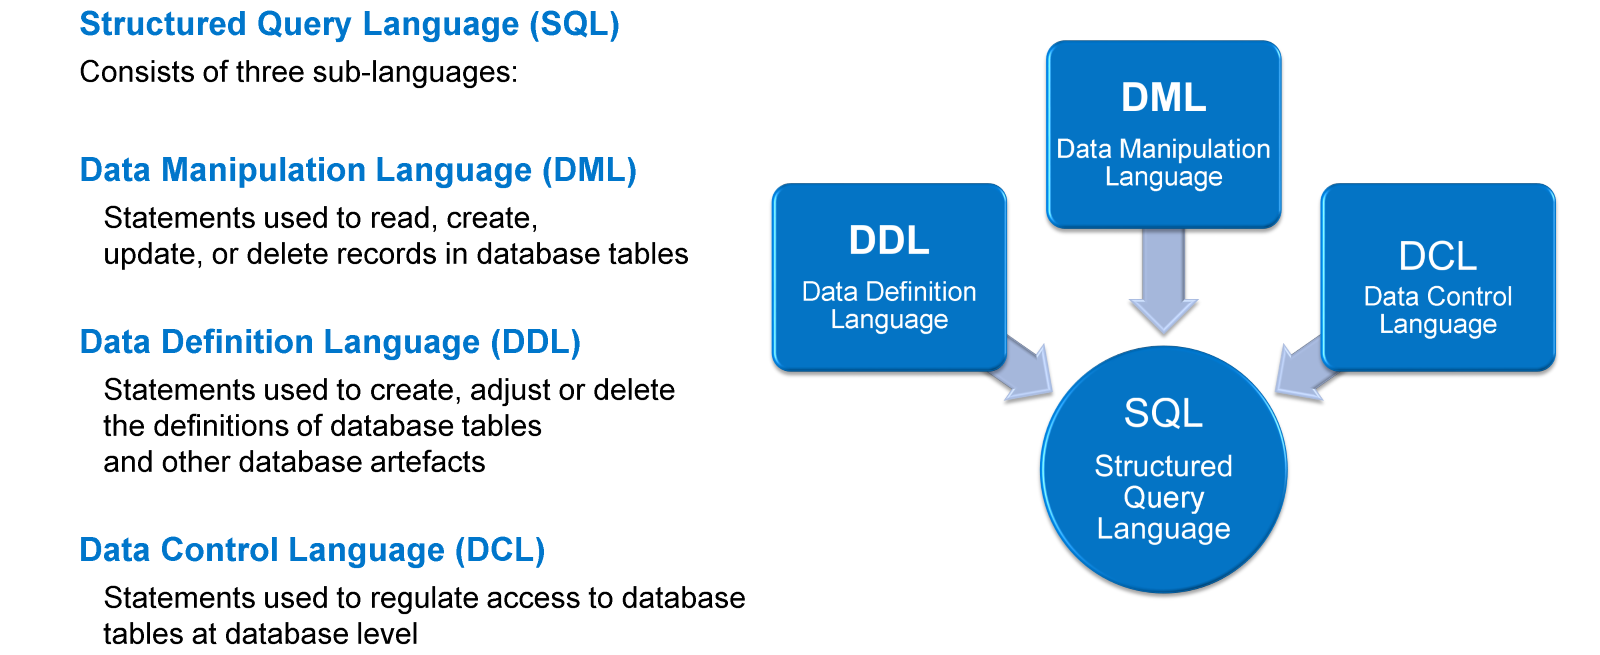 Structured Query Language (SQL)
Consists of three sub-languages:
Data Manipulation Language (DML)
Statements used to read, create,
update, or delete records in database tables
Data Definition Language (DDL)
Statements used to create, adjust or delete
the definitions of database tables
and other database artefacts
Data Control Language (DCL)
Statements used to regulate access to database
tables at database level
DML
Data Manipulation
Language
DDL
Data Definition
Language
DCL
Data Control
Language
SQL
Structured
Query
Language